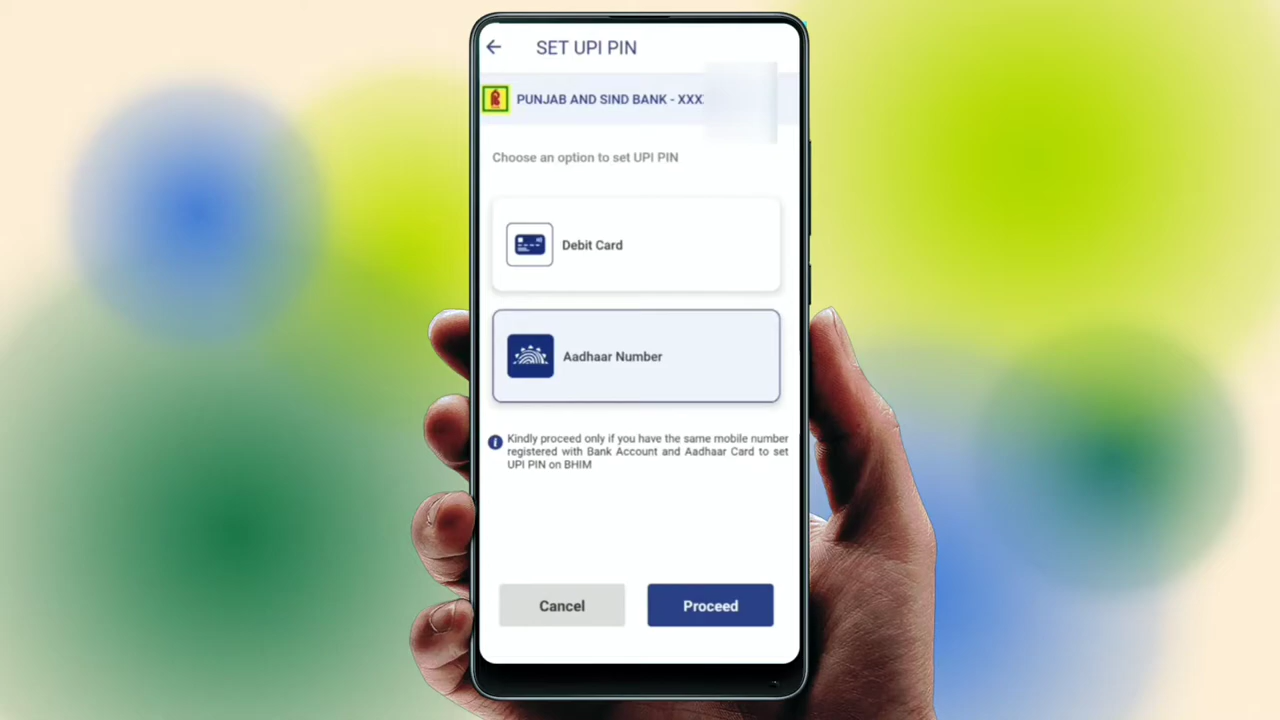 SET UPI PIN
PUNJAB AND SIND BANK - XXX
Choose an option to set UPI PIN
Debit Card
Aadhaar Number
Kindly proceed only if you have the same mobile number
registered with Bank Account and Aadhaar Card to set
UPI PIN on BHIM
Cancel
Proceed